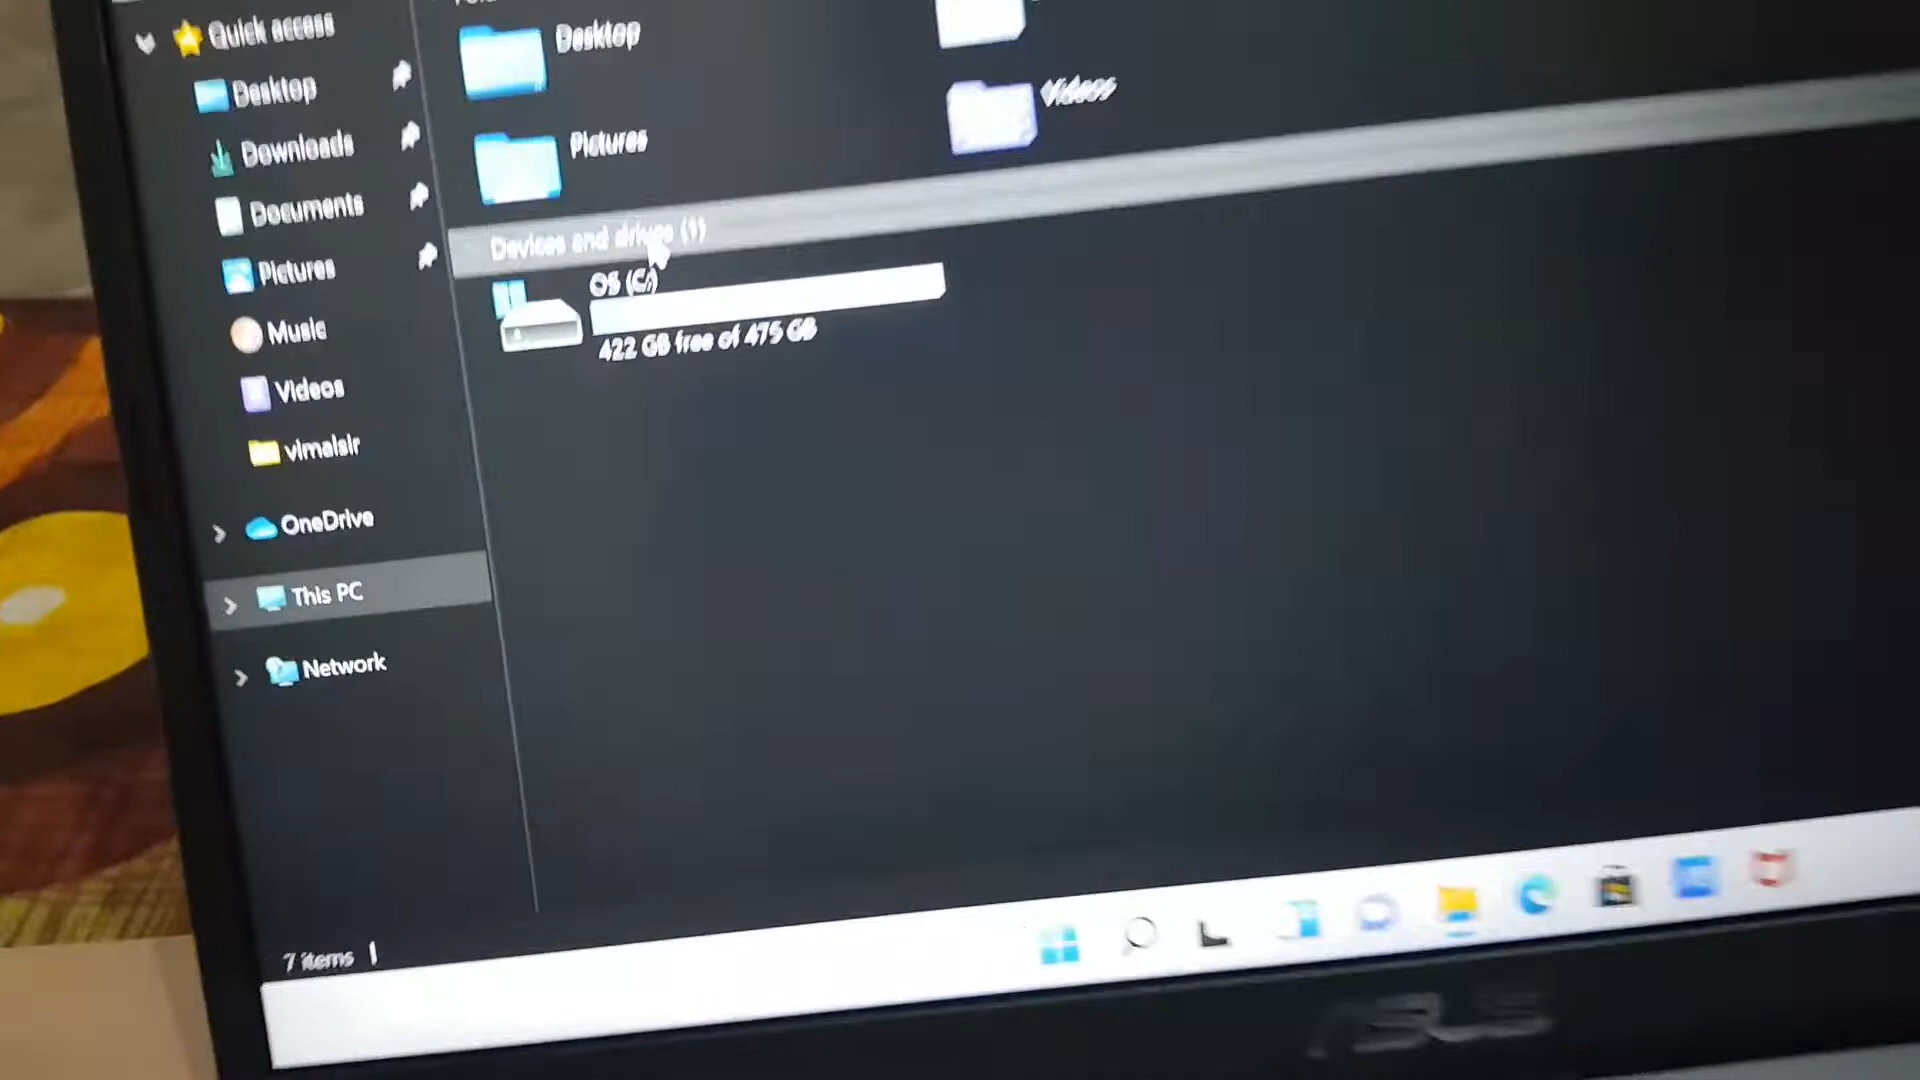 Quick access
Desktop
Downloads
Documents
Pictures
Music
Videos
vimalsir
OneDrive
This PC
Network
Desktop
Pictures
Videos
Devices and drives (1)
OS (C:)
422 GB free of 475 GB
7 items
ASUS